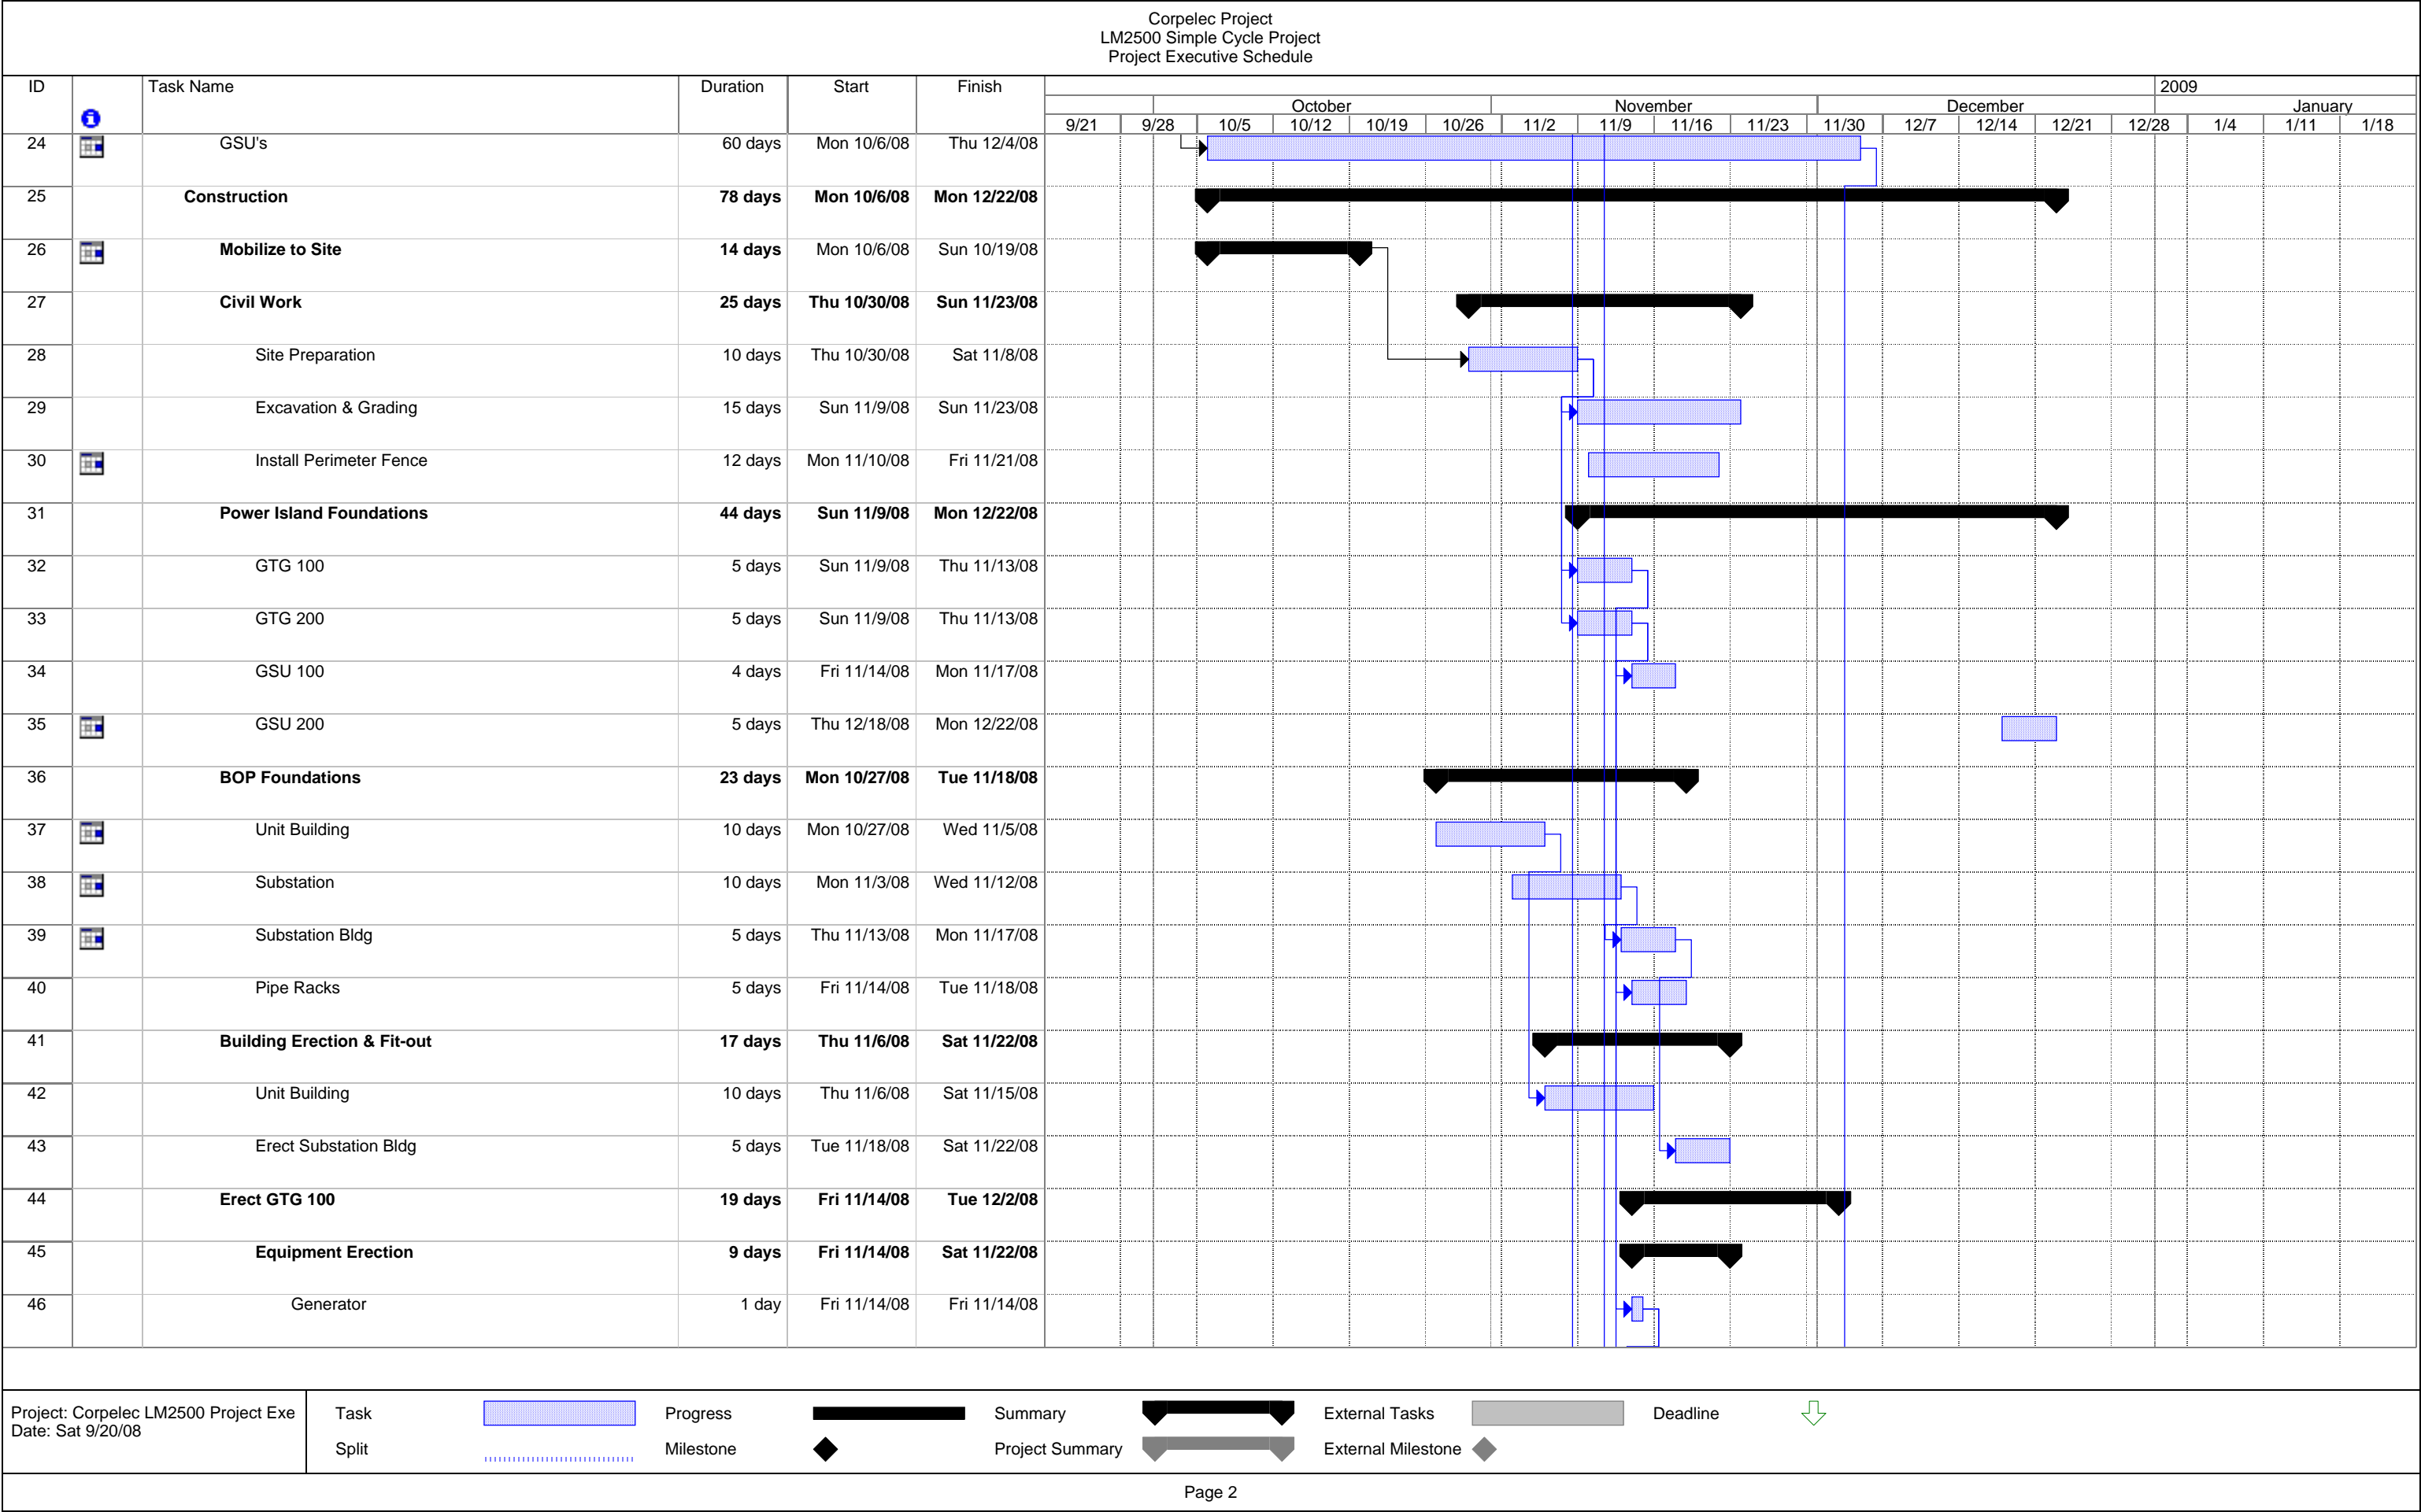 Corpelec Project
LM2500 Simple Cycle Project
Project Executive Schedule
ID Task Name Duration Start Finish
2009
October November December January
9/21 9/28 10/5 10/12 10/19 10/26 11/2 11/9 11/16 11/23 11/30 12/7 12/14 12/21 12/28 1/4 1/11 1/18
24 GSU's 60 days Mon 10/6/08 Thu 12/4/08
25 Construction 78 days Mon 10/6/08 Mon 12/22/08
26 Mobilize to Site 14 days Mon 10/6/08 Sun 10/19/08
27 Civil Work 25 days Thu 10/30/08 Sun 11/23/08
28 Site Preparation 10 days Thu 10/30/08 Sat 11/8/08
29 Excavation & Grading 15 days Sun 11/9/08 Sun 11/23/08
30 Install Perimeter Fence 12 days Mon 11/10/08 Fri 11/21/08
31 Power Island Foundations 44 days Sun 11/9/08 Mon 12/22/08
32 GTG 100 5 days Sun 11/9/08 Thu 11/13/08
33 GTG 200 5 days Sun 11/9/08 Thu 11/13/08
34 GSU 100 4 days Fri 11/14/08 Mon 11/17/08
35 GSU 200 5 days Thu 12/18/08 Mon 12/22/08
36 BOP Foundations 23 days Mon 10/27/08 Tue 11/18/08
37 Unit Building 10 days Mon 10/27/08 Wed 11/5/08
38 Substation 10 days Mon 11/3/08 Wed 11/12/08
39 Substation Bldg 5 days Thu 11/13/08 Mon 11/17/08
40 Pipe Racks 5 days Fri 11/14/08 Tue 11/18/08
41 Building Erection & Fit-out 17 days Thu 11/6/08 Sat 11/22/08
42 Unit Building 10 days Thu 11/6/08 Sat 11/15/08
43 Erect Substation Bldg 5 days Tue 11/18/08 Sat 11/22/08
44 Erect GTG 100 19 days Fri 11/14/08 Tue 12/2/08
45 Equipment Erection 9 days Fri 11/14/08 Sat 11/22/08
46 Generator 1 day Fri 11/14/08 Fri 11/14/08
Project: Corpelec LM2500 Project Exe
Date: Sat 9/20/08
Task Progress Summary External Tasks Deadline
Split Milestone Project Summary External Milestone
Page 2